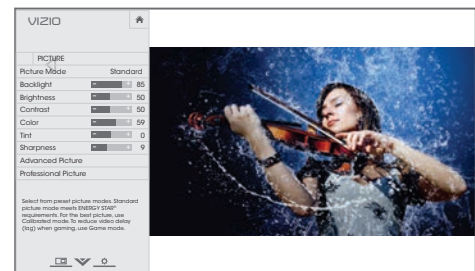 VIZIO
PICTURE
Picture Mode Standard
Backlight 85
Brightness 50
Contrast 50
Color 59
Tint 0
Sharpness 9
Advanced Picture
Professional Picture
Select from preset picture modes. Standard
picture mode meets ENERGY STAR®
requirements. For the best picture, use
Calibrated mode. To reduce video delay
(lag) when gaming, use Game mode.